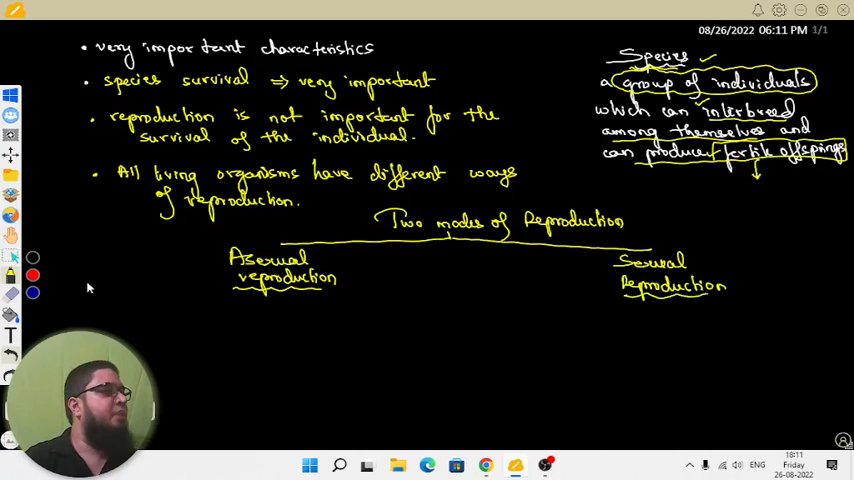 08/26/2022 06:11 PM 1/1
• very important characteristics
• species survival ⇒ very important
• reproduction is not important for the
survival of the individual.
• All living organisms have different ways
of reproduction.
Species ✓
a group of individuals
which can interbreed
among themselves and
can produce fertile offsprings
Two modes of Reproduction
Asexual
reproduction
Sexual
Reproduction
T
ENG
18:11
Friday
26-08-2022